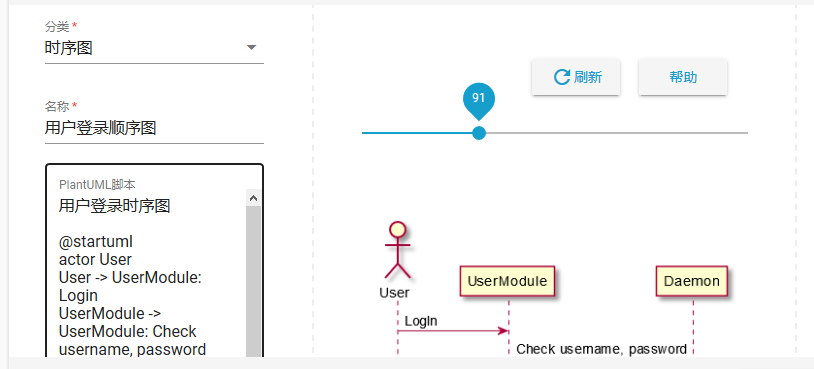 分类 *
时序图
名称 *
用户登录顺序图
PlantUML脚本
用户登录时序图
@startuml
actor User
User -> UserModule:
Login
UserModule ->
UserModule: Check
username, password
91
刷新
帮助
User
UserModule
Daemon
LogIn
Check username, password